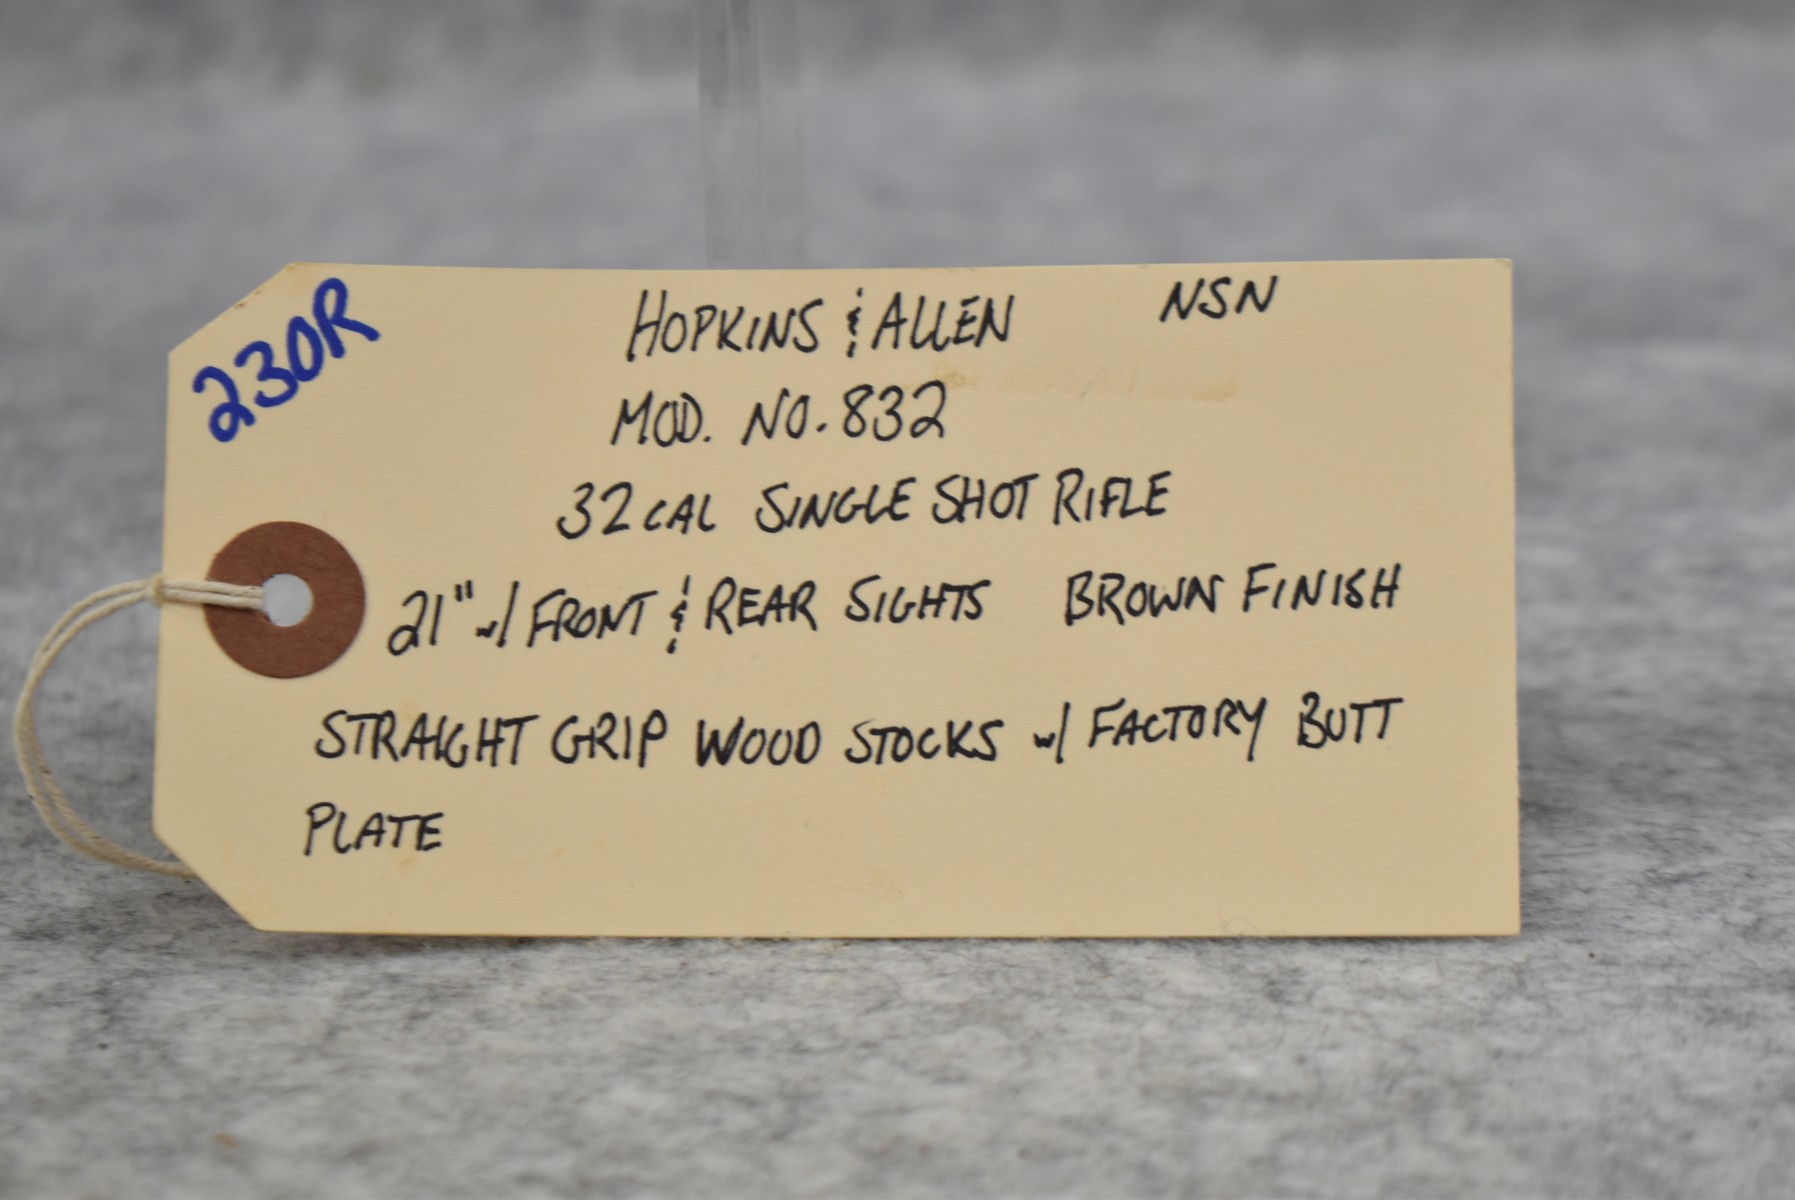 230R
HOPKINS & ALLEN NSN
MOD. NO. 832
32 CAL SINGLE SHOT RIFLE
21" w/ FRONT & REAR SIGHTS BROWN FINISH
STRAIGHT GRIP WOOD STOCKS w/ FACTORY BUTT
PLATE